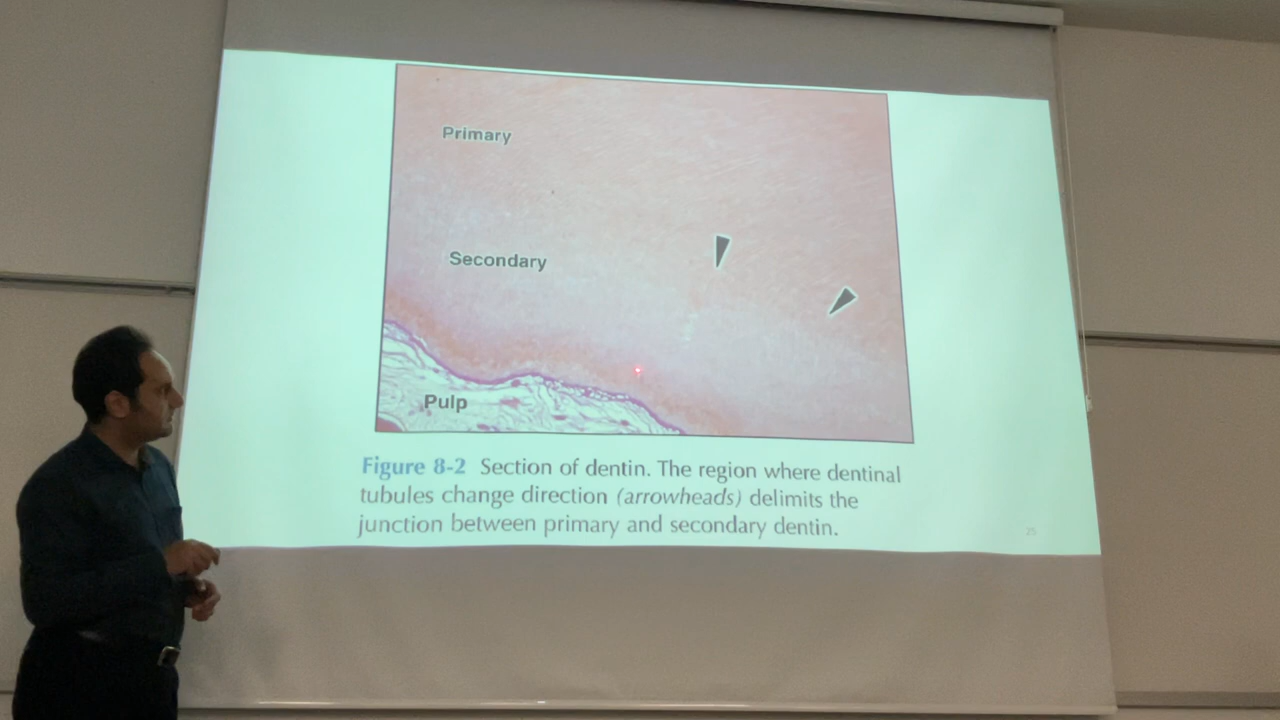 Primary
Secondary
Pulp
Figure 8-2 Section of dentin. The region where dentinal
tubules change direction (arrowheads) delimits the
junction between primary and secondary dentin.
25